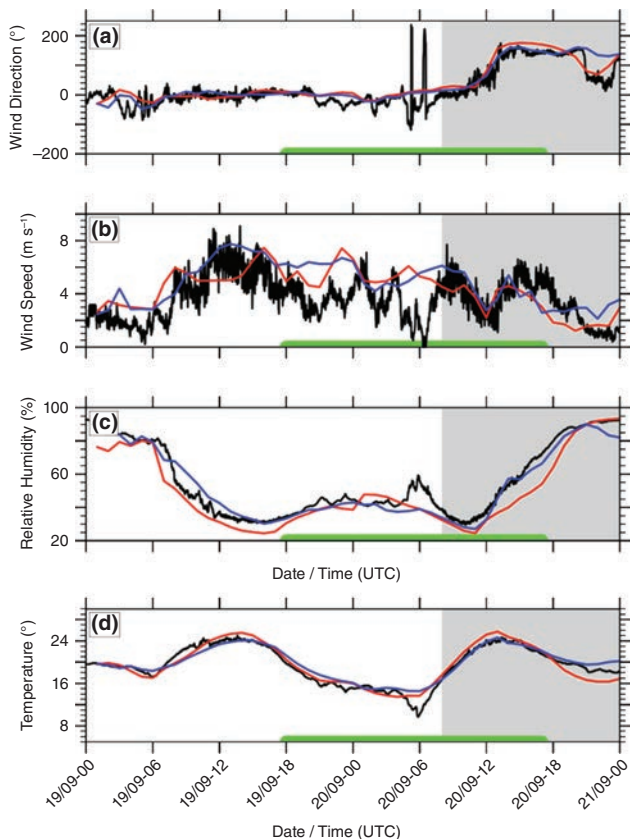 (a)
Wind Direction (°)
200
0
–200
(b)
Wind Speed (m s⁻¹)
8
4
0
(c)
Relative Humidity (%)
100
60
20
Date / Time (UTC)
(d)
Temperature (°)
24
16
8
19/09-00
19/09-06
19/09-12
19/09-18
20/09-00
20/09-06
20/09-12
20/09-18
21/09-00
Date / Time (UTC)